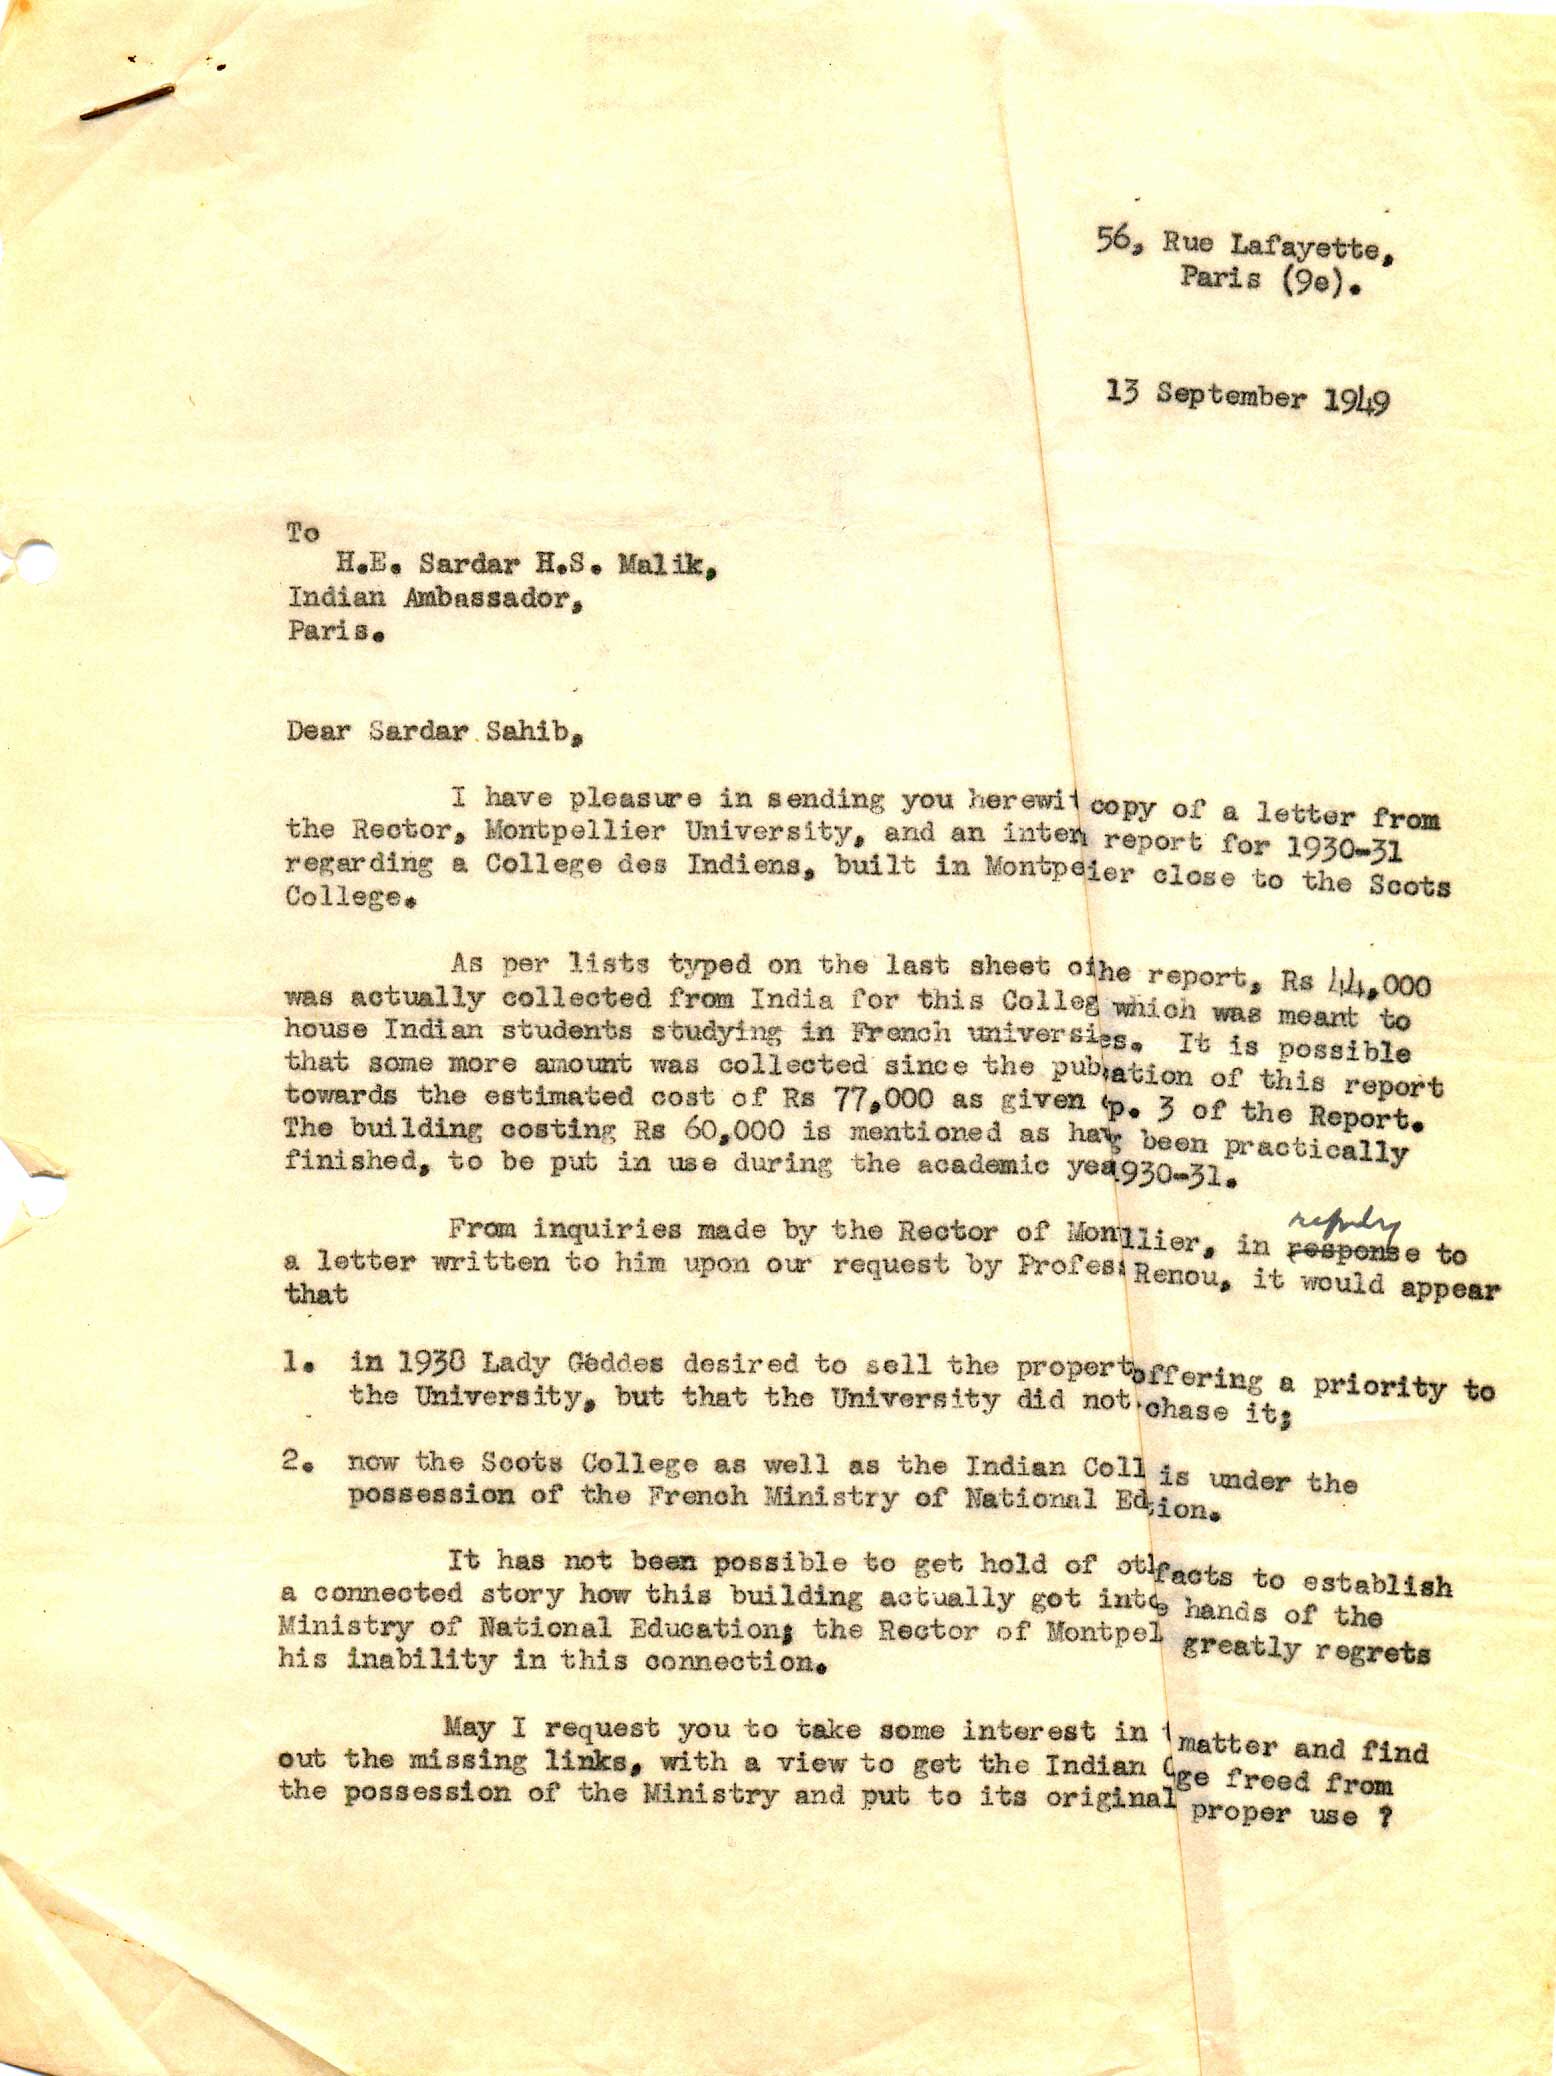 56, Rue Lafayette,
Paris (9e).
13 September 1949
To
H.E. Sardar H.S. Malik,
Indian Ambassador,
Paris.
Dear Sardar Sahib,
I have pleasure in sending you herewit copy of a letter from
the Rector, Montpellier University, and an inter report for 1930-31
regarding a College des Indiens, built in Montpeier close to the Scots
College.
As per lists typed on the last sheet of he report, Rs 44,000
was actually collected from India for this Colleg which was meant to
house Indian students studying in French universies. It is possible
that some more amount was collected since the pubation of this report
towards the estimated cost of Rs 77,000 as given p. 3 of the Report.
The building costing Rs 60,000 is mentioned as havg been practically
finished, to be put in use during the academic yea 1930-31.
From inquiries made by the Rector of Monllier, in response to
a letter written to him upon our request by Profess Renou, it would appear
that
1. in 1938 Lady Geddes desired to sell the propert offering a priority to
the University, but that the University did not chase it;
2. now the Scots College as well as the Indian Coll is under the
possession of the French Ministry of National Edtion.
It has not been possible to get hold of oth facts to establish
a connected story how this building actually got into e hands of the
Ministry of National Education; the Rector of Montpel greatly regrets
his inability in this connection.
May I request you to take some interest in t matter and find
out the missing links, with a view to get the Indian Cge freed from
the possession of the Ministry and put to its original proper use ?